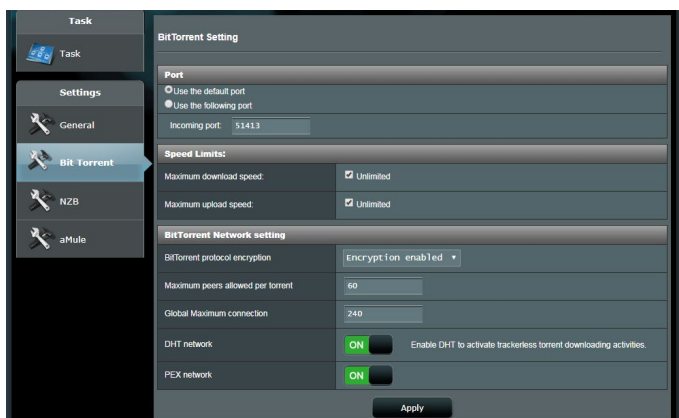 Task
Task
Settings
General
Bit Torrent
NZB
aMule
BitTorrent Setting
Port
Use the default port
Use the following port
Incoming port: 51413
Speed Limits:
Maximum download speed: Unlimited
Maximum upload speed: Unlimited
BitTorrent Network setting
BitTorrent protocol encryption Encryption enabled
Maximum peers allowed per torrent 60
Global Maximum connection 240
DHT network ON Enable DHT to activate trackerless torrent downloading activities.
PEX network ON
Apply